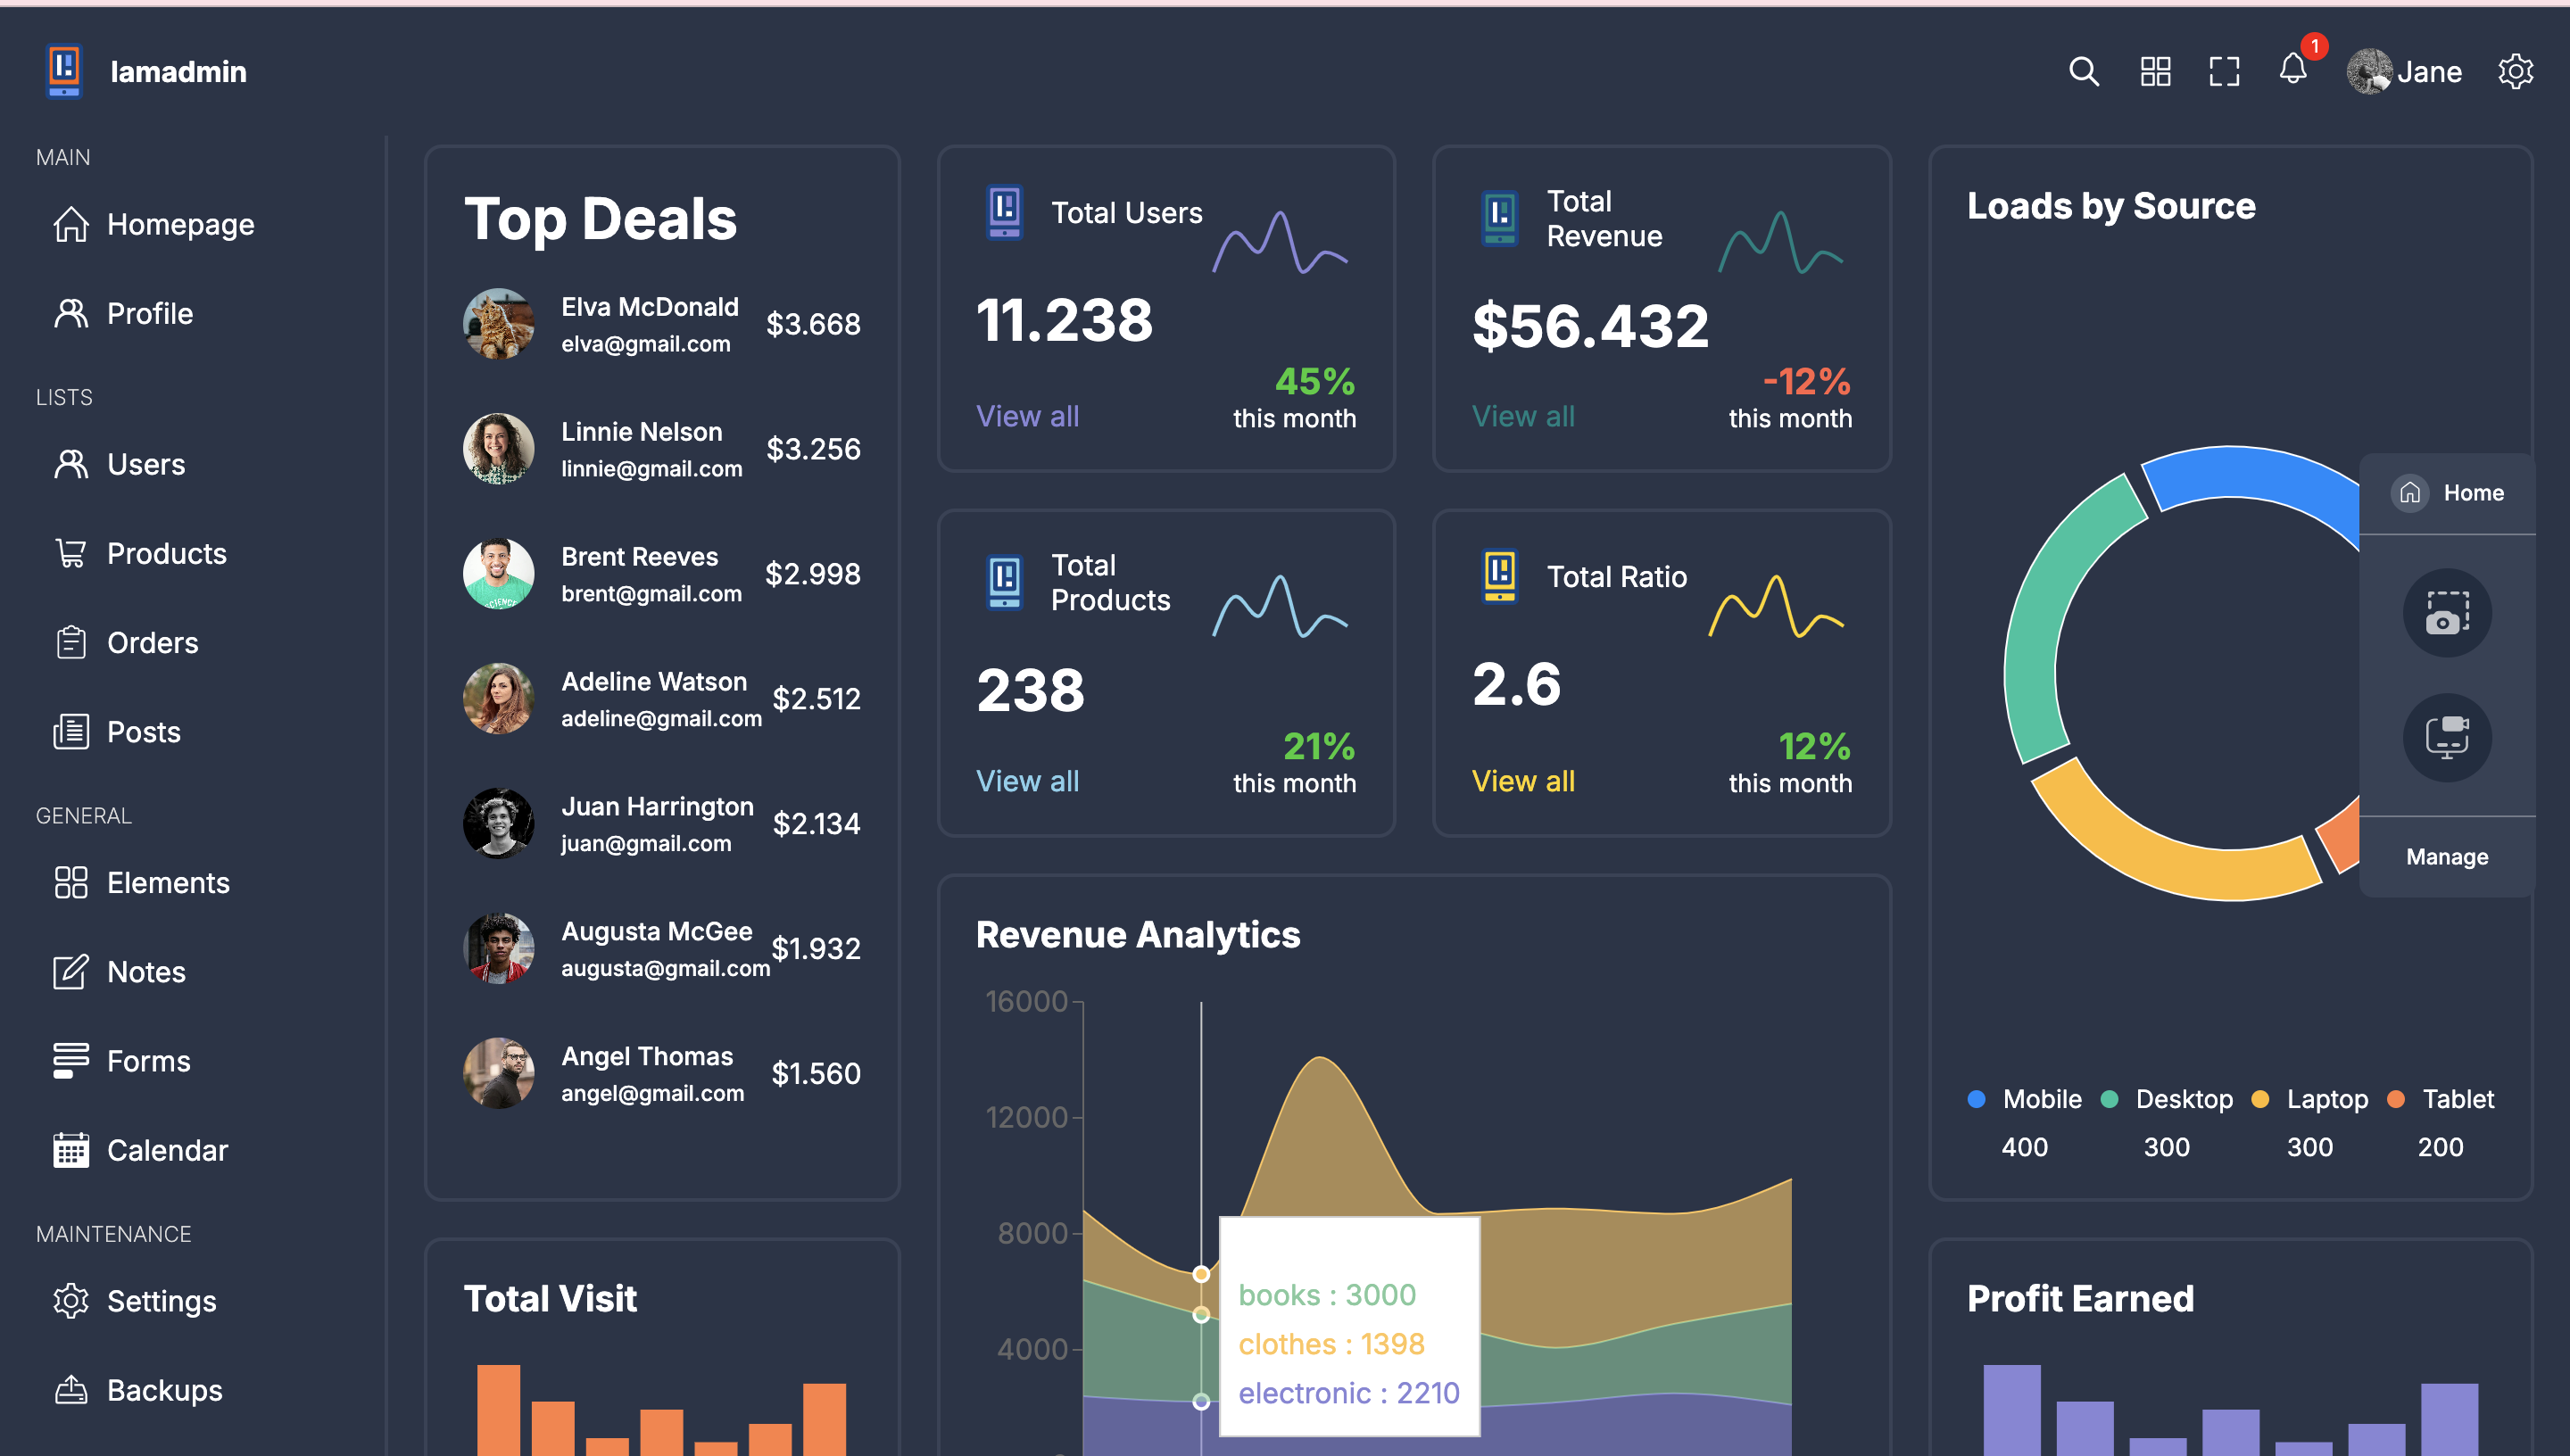 lamadmin
1
Jane
MAIN
Homepage
Profile
LISTS
Users
Products
Orders
Posts
GENERAL
Elements
Notes
Forms
Calendar
MAINTENANCE
Settings
Backups
Top Deals
Elva McDonald
elva@gmail.com
$3.668
Linnie Nelson
linnie@gmail.com
$3.256
Brent Reeves
brent@gmail.com
$2.998
Adeline Watson
adeline@gmail.com
$2.512
Juan Harrington
juan@gmail.com
$2.134
Augusta McGee
augusta@gmail.com
$1.932
Angel Thomas
angel@gmail.com
$1.560
Total Visit
Total Users
11.238
View all
45%
this month
Total
Revenue
$56.432
View all
-12%
this month
Total
Products
238
View all
21%
this month
Total Ratio
2.6
View all
12%
this month
Revenue Analytics
16000
12000
8000
4000
books : 3000
clothes : 1398
electronic : 2210
Loads by Source
Home
Manage
Mobile
400
Desktop
300
Laptop
300
Tablet
200
Profit Earned